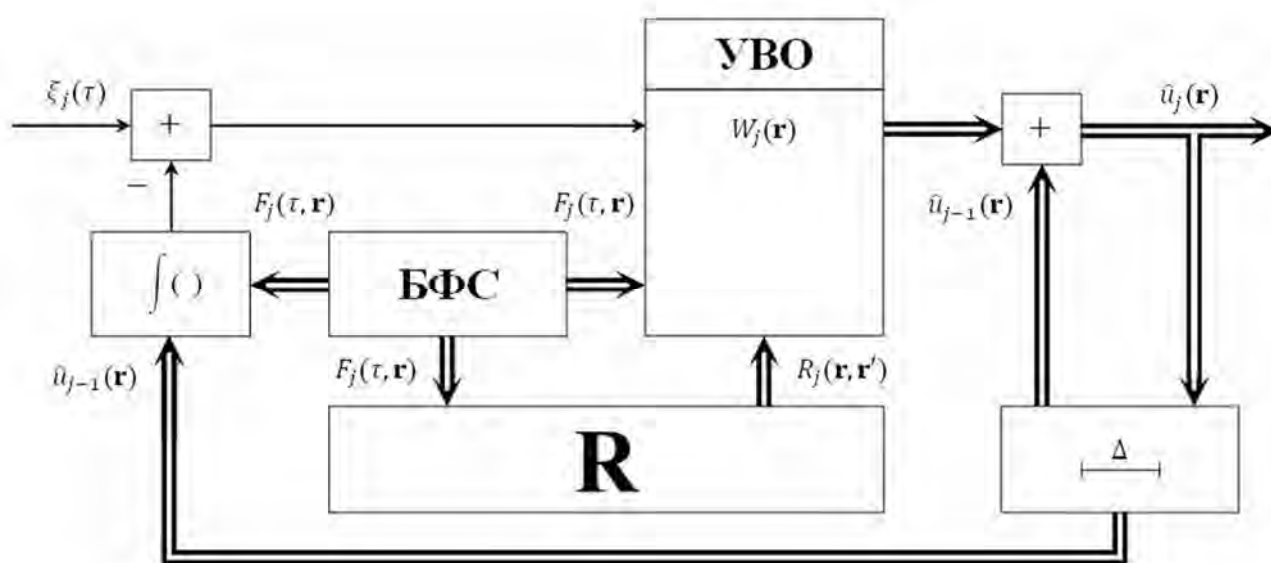 УВО
ξ_j(τ)
+
W_j(𝐫)
+
û_j(𝐫)
−
F_j(τ, 𝐫)
F_j(τ, 𝐫)
û_{j−1}(𝐫)
∫( )
БФС
û_{j−1}(𝐫)
F_j(τ, 𝐫)
R_j(𝐫, 𝐫′)
R
Δ